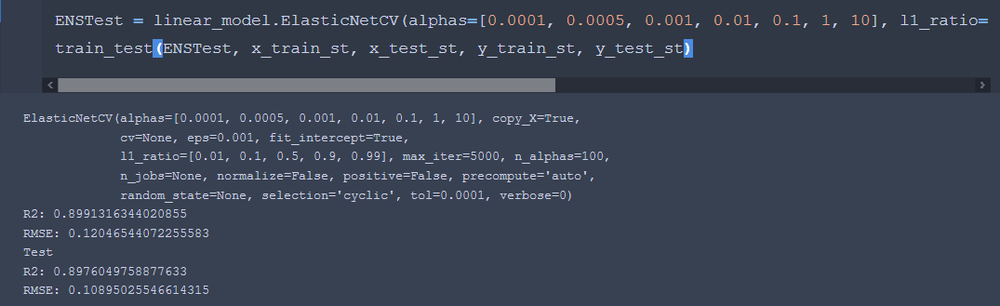 ENSTest = linear_model.ElasticNetCV(alphas=[0.0001, 0.0005, 0.001, 0.01, 0.1, 1, 10], l1_ratio=
train_test(ENSTest, x_train_st, x_test_st, y_train_st, y_test_st)
ElasticNetCV(alphas=[0.0001, 0.0005, 0.001, 0.01, 0.1, 1, 10], copy_X=True,
cv=None, eps=0.001, fit_intercept=True,
l1_ratio=[0.01, 0.1, 0.5, 0.9, 0.99], max_iter=5000, n_alphas=100,
n_jobs=None, normalize=False, positive=False, precompute='auto',
random_state=None, selection='cyclic', tol=0.0001, verbose=0)
R2: 0.8991316344020855
RMSE: 0.12046544072255583
Test
R2: 0.8976049758877633
RMSE: 0.10895025546614315